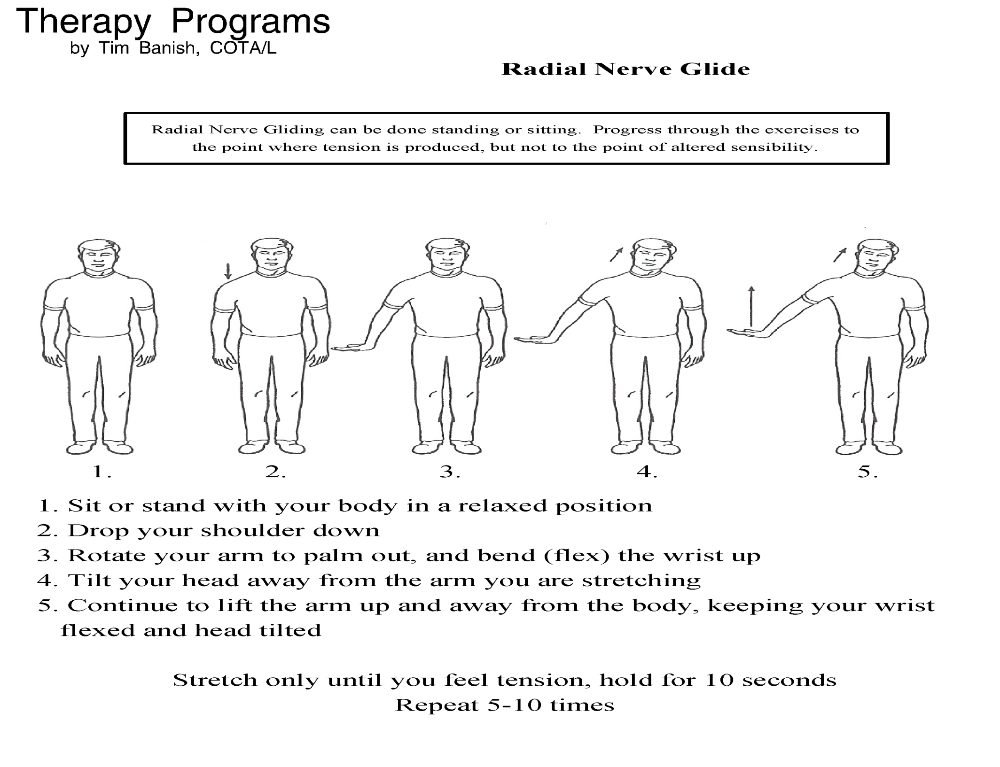 Therapy Programs
by Tim Banish, COTA/L
Radial Nerve Glide
Radial Nerve Gliding can be done standing or sitting. Progress through the exercises to
the point where tension is produced, but not to the point of altered sensibility.
1. 2. 3. 4. 5.
1. Sit or stand with your body in a relaxed position
2. Drop your shoulder down
3. Rotate your arm to palm out, and bend (flex) the wrist up
4. Tilt your head away from the arm you are stretching
5. Continue to lift the arm up and away from the body, keeping your wrist
flexed and head tilted
Stretch only until you feel tension, hold for 10 seconds
Repeat 5-10 times